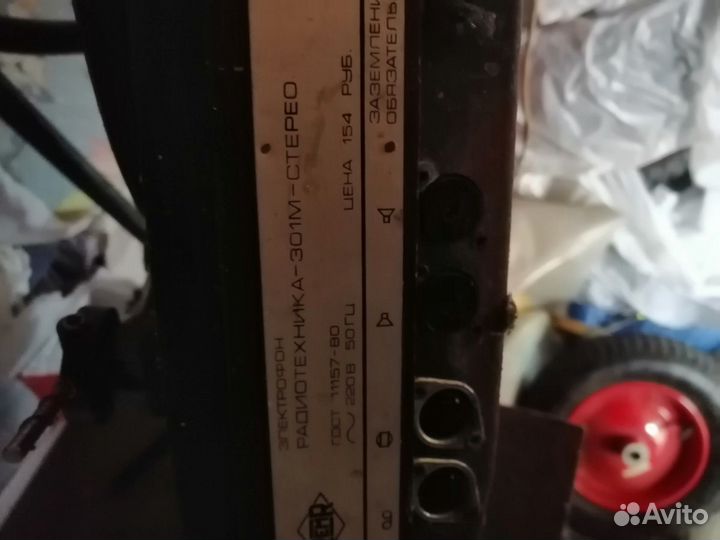 ЭЛЕКТРОФОН
РАДИОТЕХНИКА-301М-СТЕРЕО
ГОСТ 11157-80
~ 220В 50ГЦ ЦЕНА 154 РУБ.
ЗАЗЕМЛЕНИ
ОБЯЗАТЕЛЬ
Avito